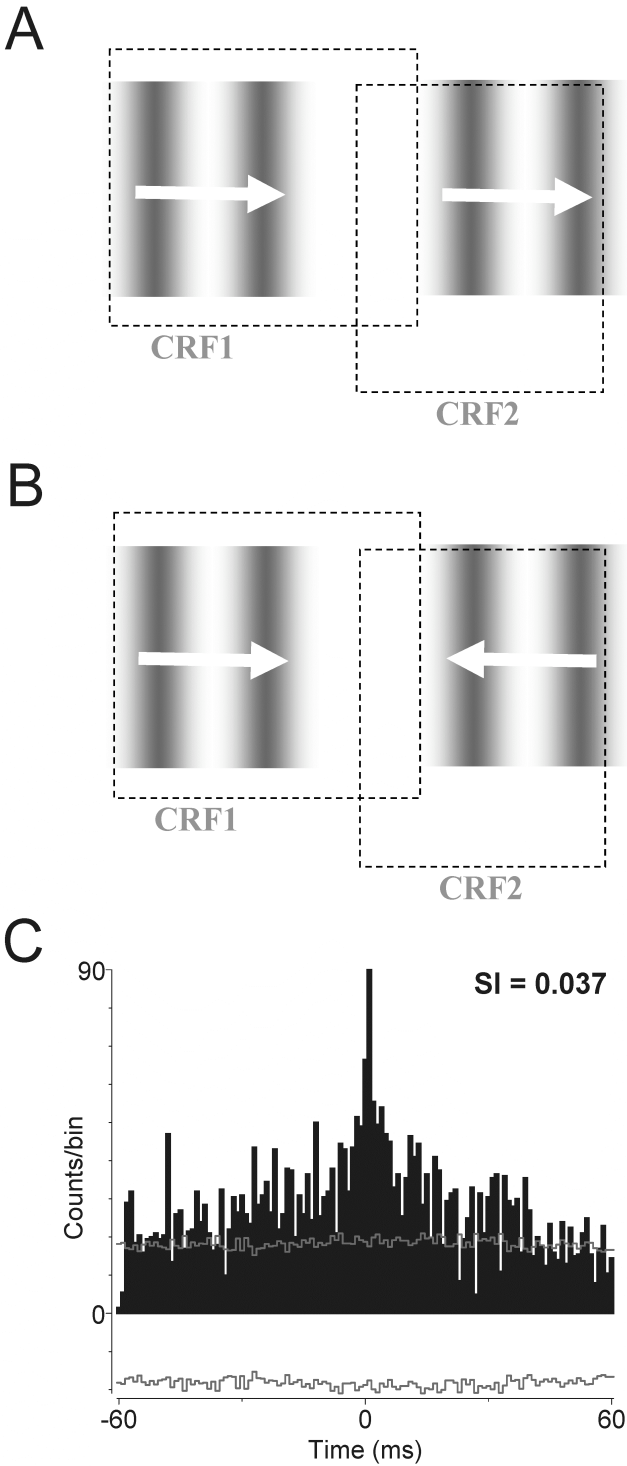 A
CRF1
CRF2
B
CRF1
CRF2
C
90
SI = 0.037
Counts/bin
0
-60 0 60
Time (ms)